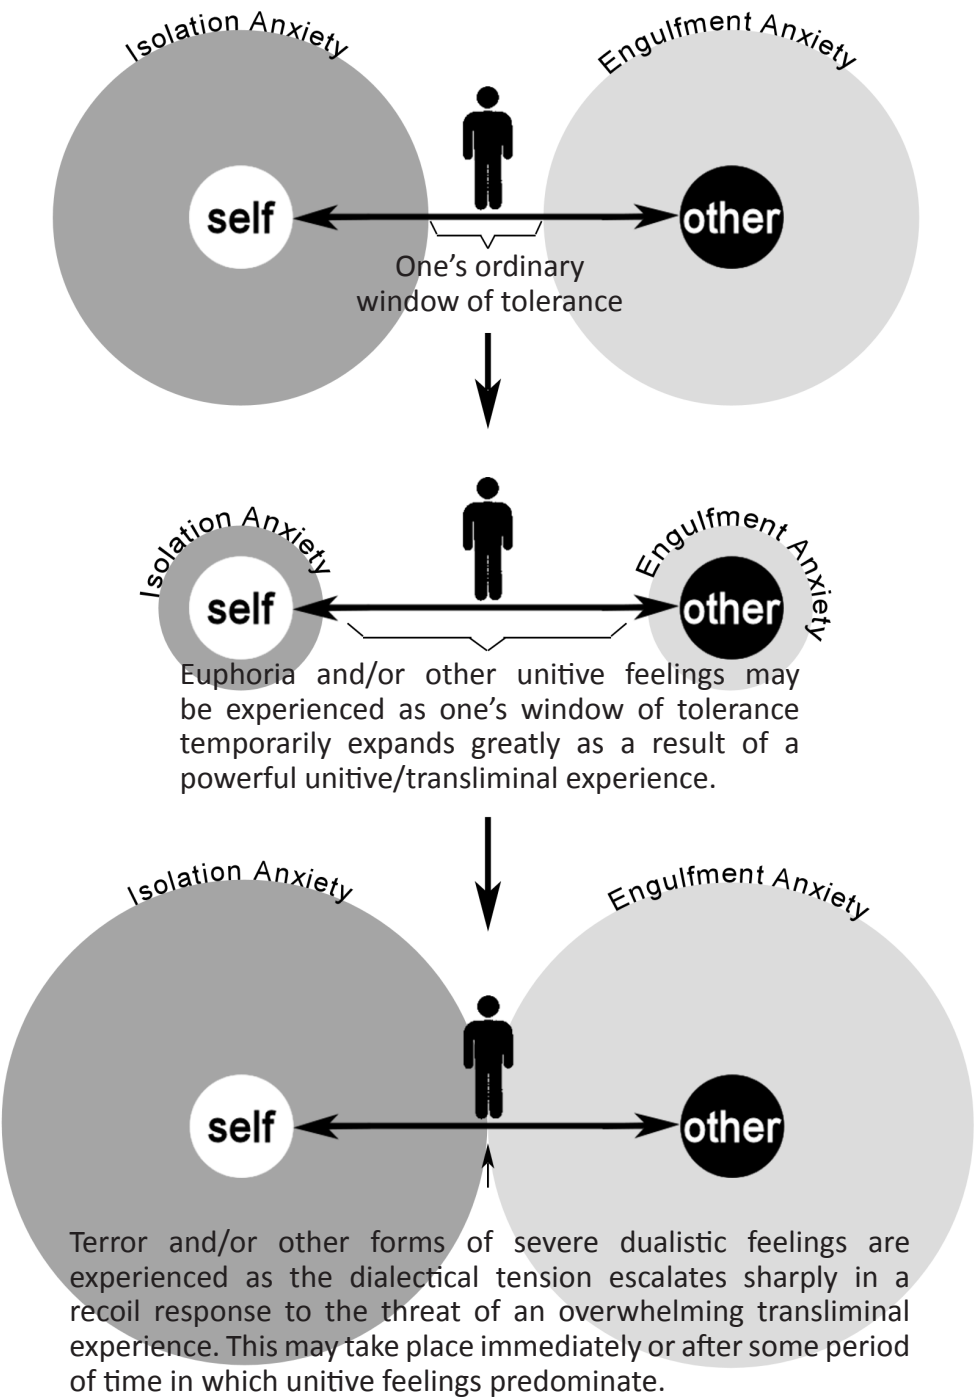 Isolation Anxiety
Engulfment Anxiety
self
other
One’s ordinary
window of tolerance
Isolation Anxiety
Engulfment Anxiety
self
other
Euphoria and/or other unitive feelings may
be experienced as one’s window of tolerance
temporarily expands greatly as a result of a
powerful unitive/transliminal experience.
Isolation Anxiety
Engulfment Anxiety
self
other
Terror and/or other forms of severe dualistic feelings are
experienced as the dialectical tension escalates sharply in a
recoil response to the threat of an overwhelming transliminal
experience. This may take place immediately or after some period
of time in which unitive feelings predominate.